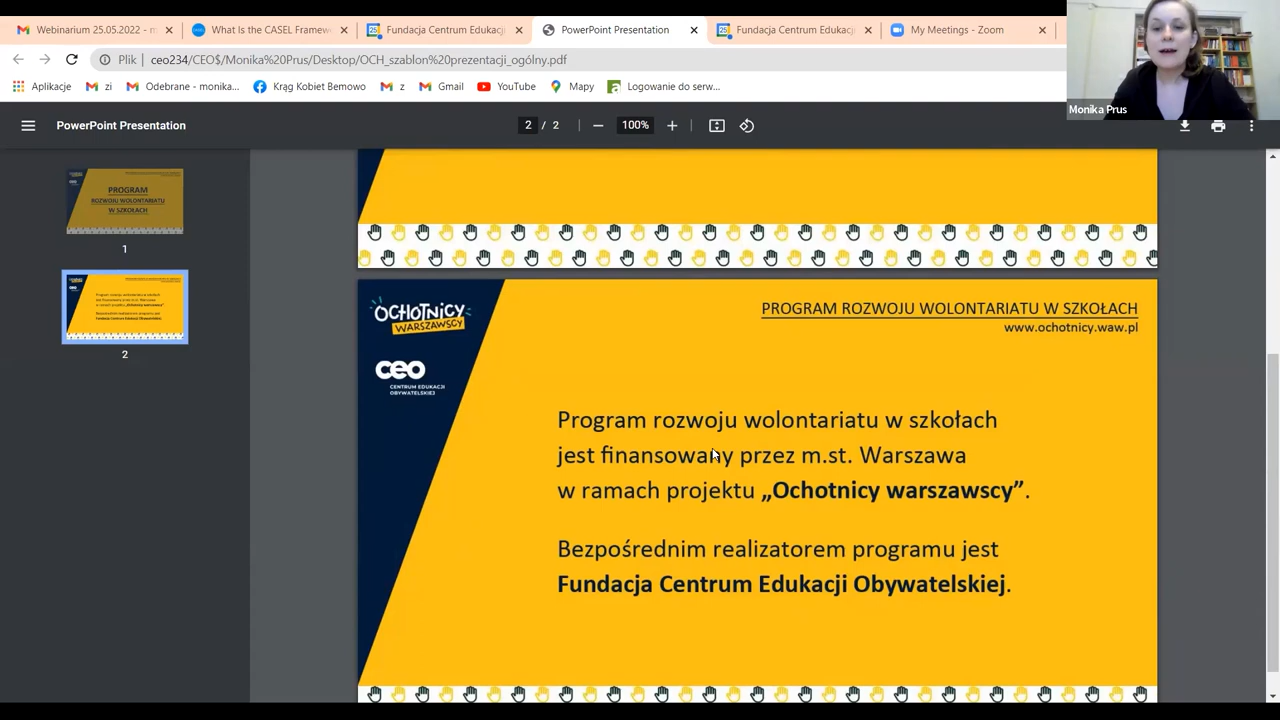 Webinarium 25.05.2022 - m
What Is the CASEL Framew
Fundacja Centrum Edukacj
PowerPoint Presentation
Fundacja Centrum Edukacj
My Meetings - Zoom
Plik
ceo234/CEO$/Monika%20Prus/Desktop/OCH_szablon%20prezentacji_ogólny.pdf
Aplikacje
zi
Odebrane - monika...
Krąg Kobiet Bemowo
z
Gmail
YouTube
Mapy
Logowanie do serw...
Monika Prus
PowerPoint Presentation
2 / 2
100%
PROGRAM
ROZWOJU WOLONTARIATU
W SZKOŁACH
1
2
OCHOTNICY
WARSZAWSCY
ceo
CENTRUM EDUKACJI
OBYWATELSKIEJ
PROGRAM ROZWOJU WOLONTARIATU W SZKOŁACH
www.ochotnicy.waw.pl
Program rozwoju wolontariatu w szkołach
jest finansowany przez m.st. Warszawa
w ramach projektu „Ochotnicy warszawscy”.
Bezpośrednim realizatorem programu jest
Fundacja Centrum Edukacji Obywatelskiej.